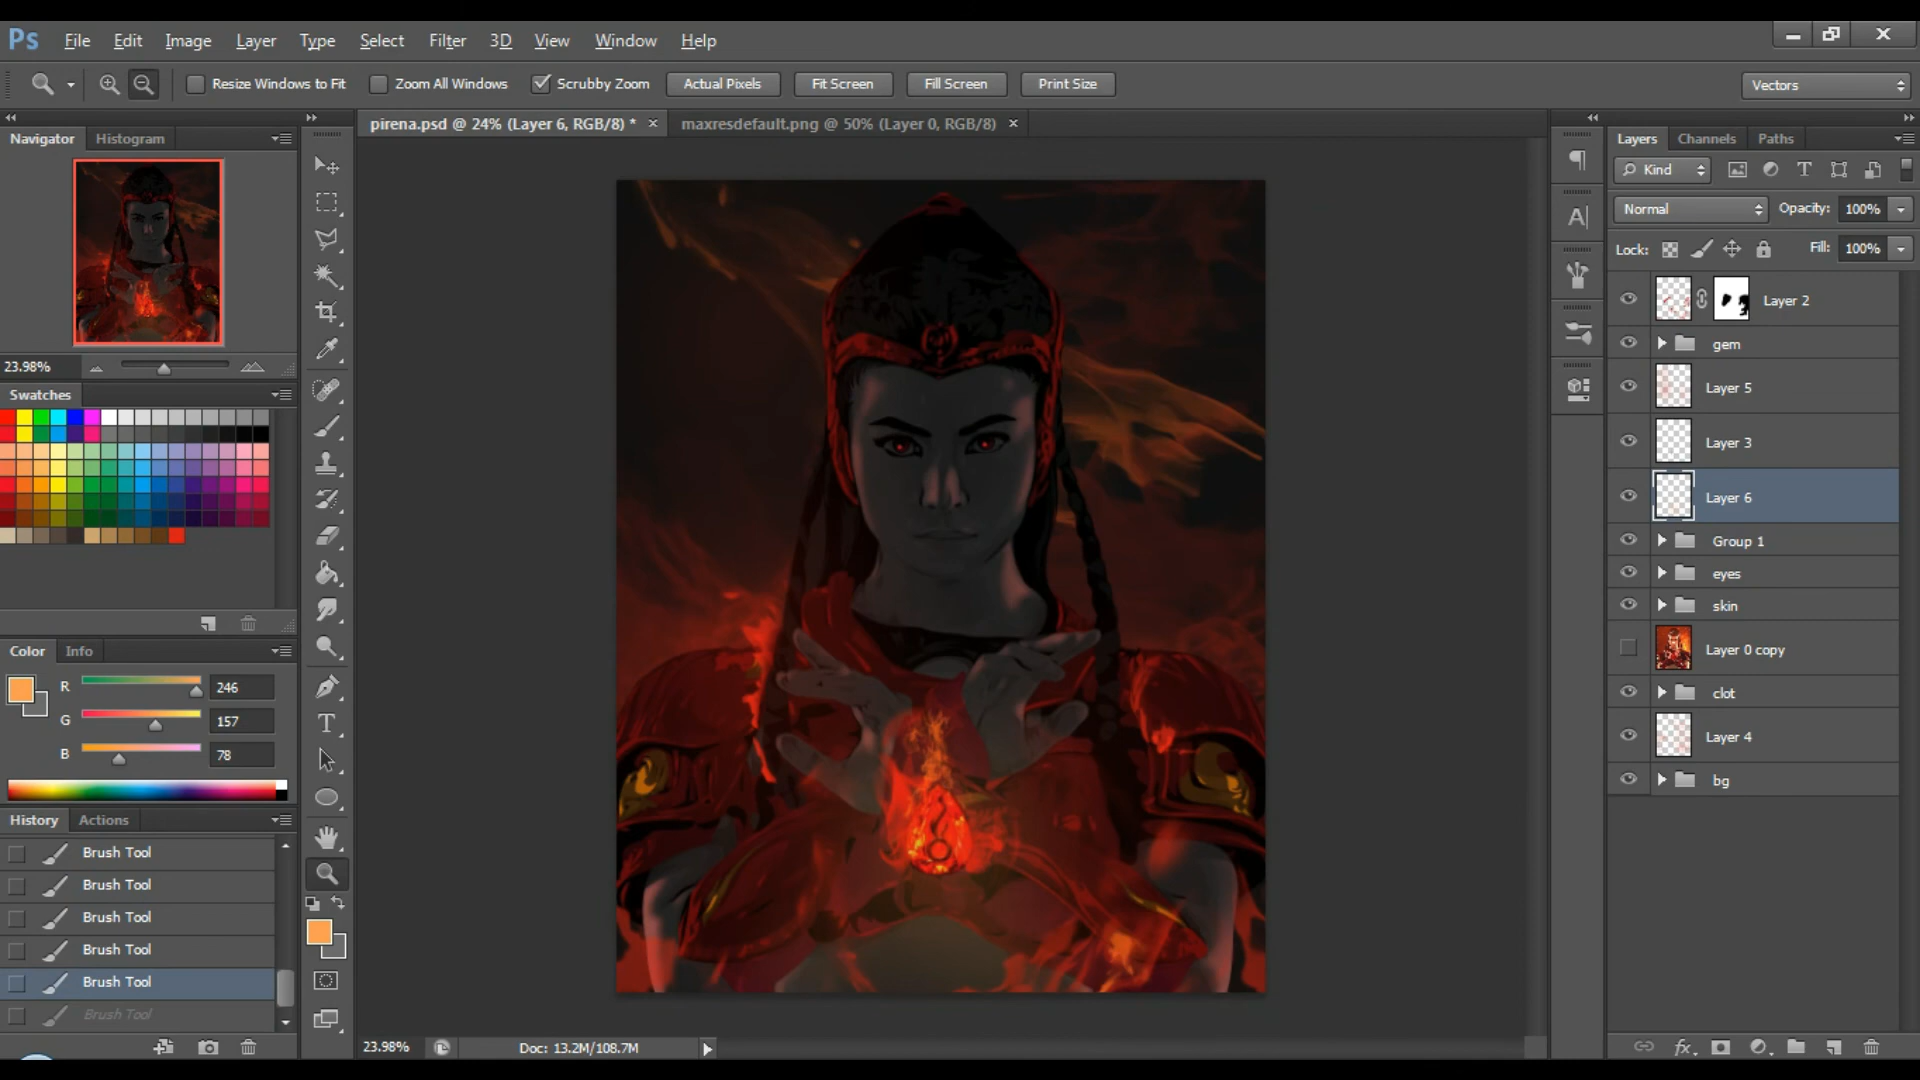 Ps File Edit Image Layer Type Select Filter 3D View Window Help
Resize Windows to Fit Zoom All Windows Scrubby Zoom Actual Pixels Fit Screen Fill Screen Print Size Vectors
pirena.psd @ 24% (Layer 6, RGB/8) * × maxresdefault.png @ 50% (Layer 0, RGB/8) ×
Navigator Histogram
23.98%
Swatches
Color Info
R 246
G 157
B 78
History Actions
Brush Tool
Brush Tool
Brush Tool
Brush Tool
Brush Tool
Brush Tool
23.98% Doc: 13.2M/108.7M
Layers Channels Paths
Kind
Normal Opacity: 100%
Lock: Fill: 100%
Layer 2
gem
Layer 5
Layer 3
Layer 6
Group 1
eyes
skin
Layer 0 copy
clot
Layer 4
bg
fx